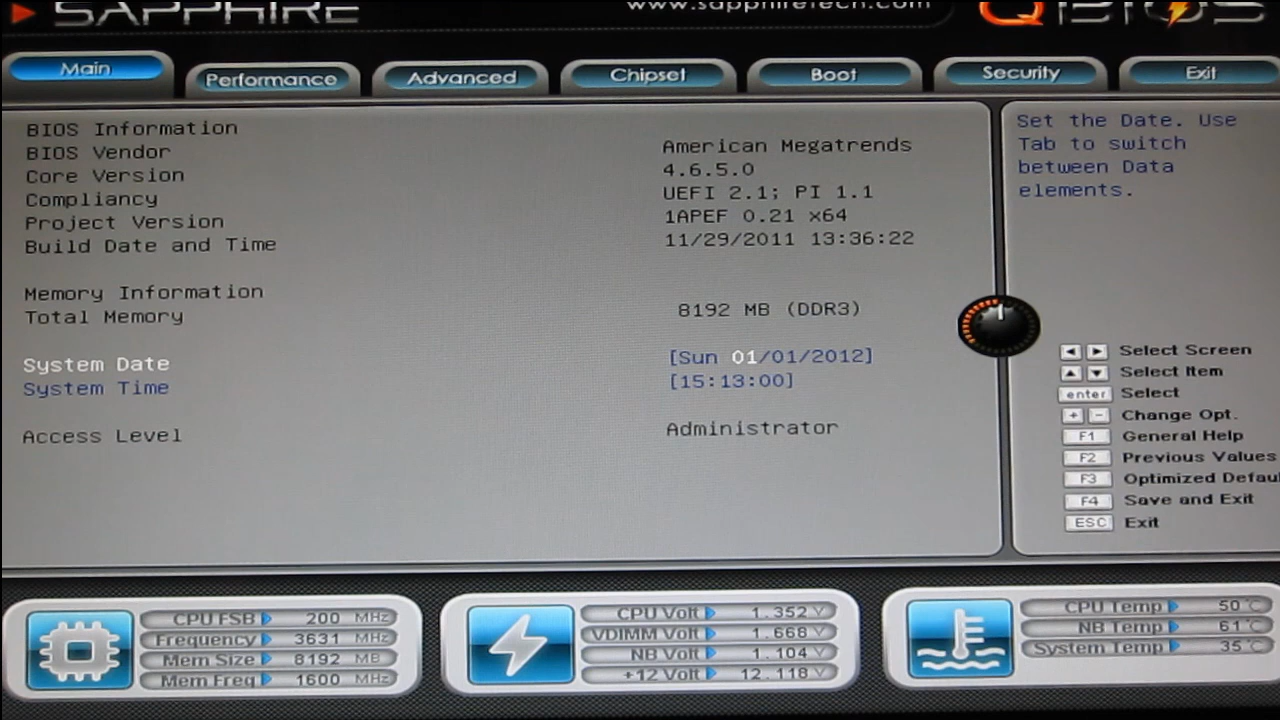 SAPPHIRE www.sapphiretech.com QBIOS
Main Performance Advanced Chipset Boot Security Exit
BIOS Information
BIOS Vendor American Megatrends
Core Version 4.6.5.0
Compliancy UEFI 2.1; PI 1.1
Project Version 1APEF 0.21 x64
Build Date and Time 11/29/2011 13:36:22
Memory Information
Total Memory 8192 MB (DDR3)
System Date [Sun 01/01/2012]
System Time [15:13:00]
Access Level Administrator
Set the Date. Use
Tab to switch
between Data
elements.
Select Screen
Select Item
enter Select
+ - Change Opt.
F1 General Help
F2 Previous Values
F3 Optimized Defau
F4 Save and Exit
ESC Exit
CPU FSB 200 MHz
Frequency 3631 MHz
Mem Size 8192 MB
Mem Freq 1600 MHz
CPU Volt 1.352 V
VDIMM Volt 1.668 V
NB Volt 1.104 V
+12 Volt 12.118 V
CPU Temp 50 °C
NB Temp 61 °C
System Temp 35 °C